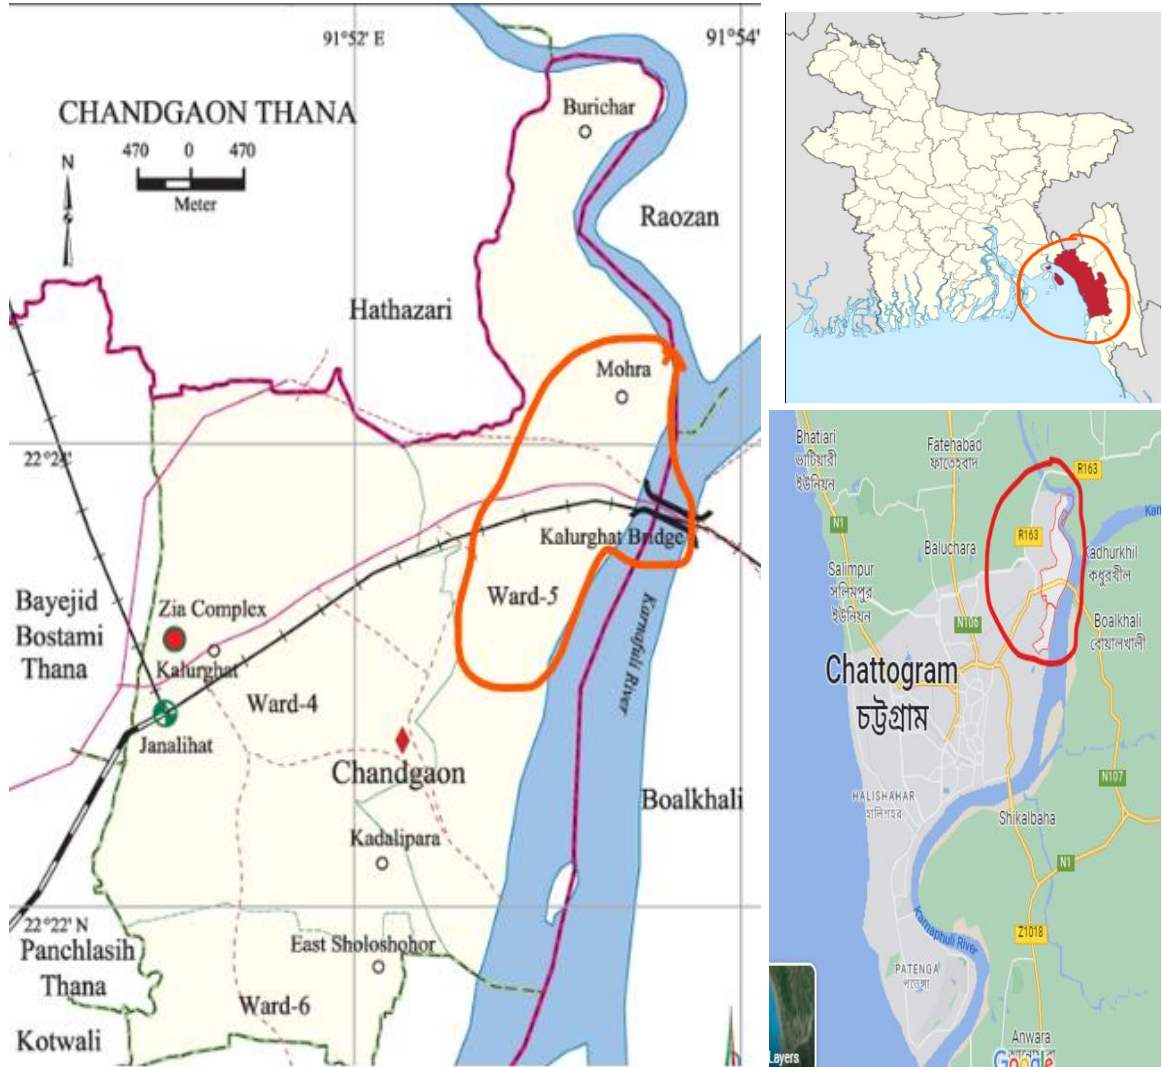 91°52' E
91°54'
CHANDGAON THANA
470 0 470
Meter
N
Burichar
Raozan
Hathazari
Mohra
22°24'
Kalurghat Bridge
Ward-5
Karnafuli River
Bayejid
Bostami
Thana
Zia Complex
Kalurghat
Ward-4
Janalihat
Chandgaon
Boalkhali
Kadalipara
22°22' N
East Sholoshohor
Panchlasih
Thana
Ward-6
Kotwali
Bhatiari
ভাটিয়ারী
ইউনিয়ন
Fatehabad
ফাতেহবাদ
R163
N1
R163
Baluchara
Kadhurkhil
কধুরখীল
Salimpur
সলিমপুর
ইউনিয়ন
N106
Boalkhali
বোয়ালখালী
Chattogram
চট্টগ্রাম
N107
HALISHAHAR
হালিশহর
Shikalbaha
N1
Karnaphuli River
Z1018
PATENGA
পতেঙ্গা
Anwara
Layers
Google